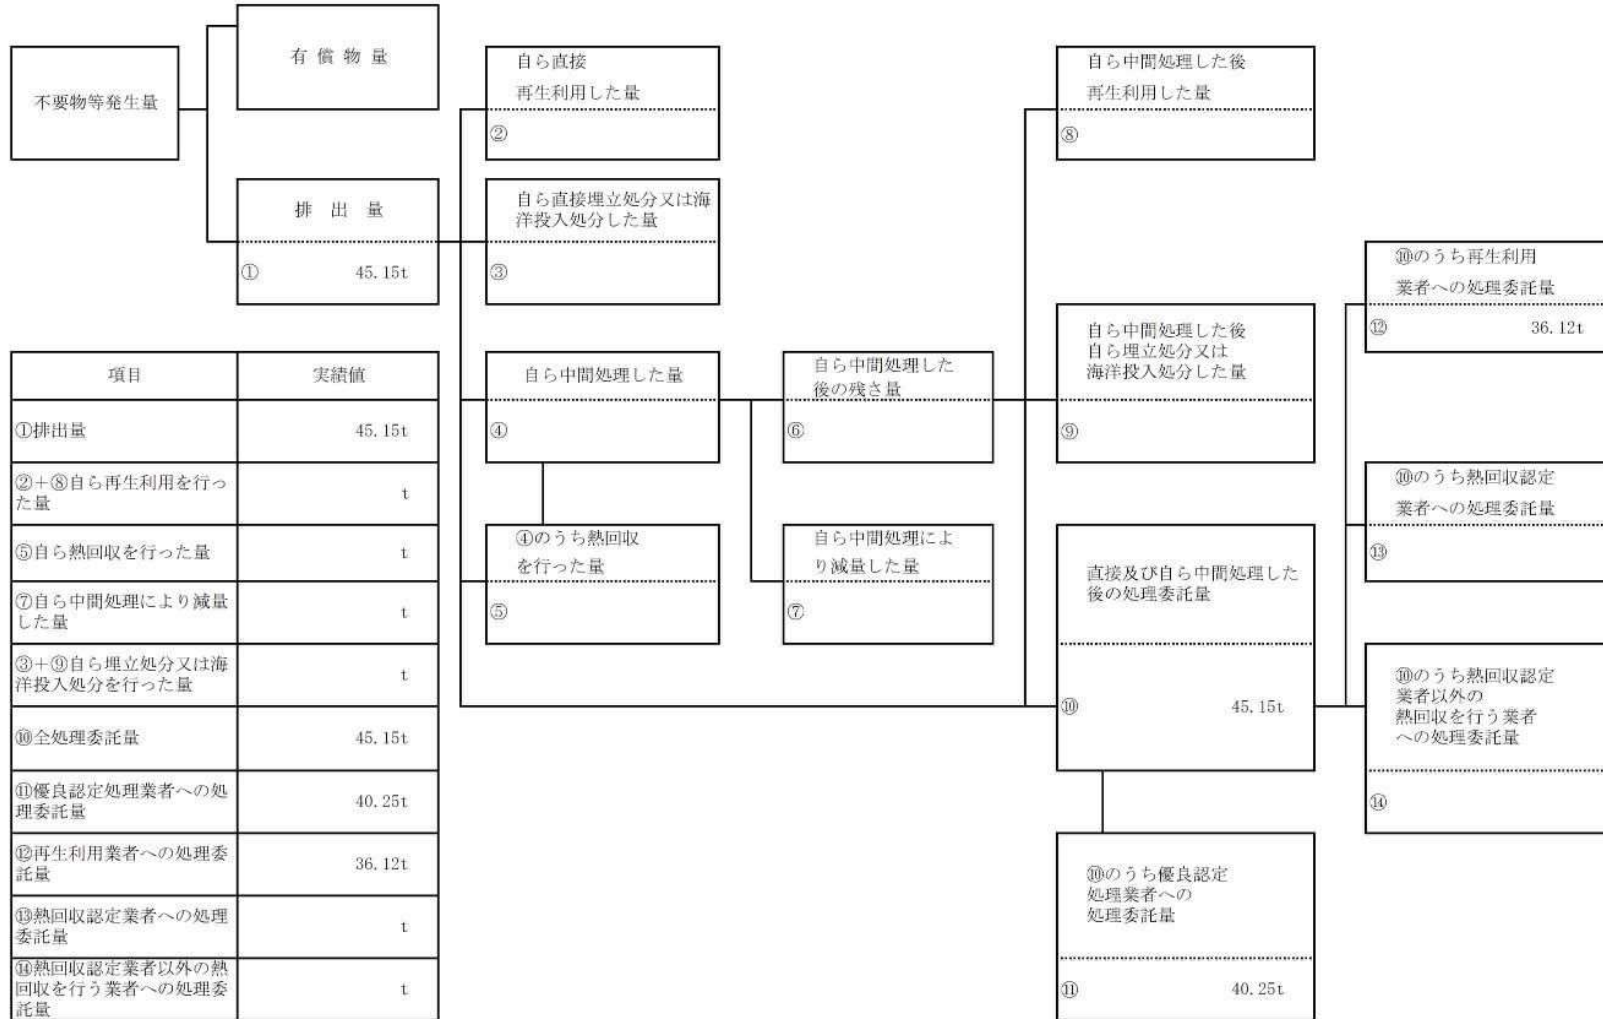 有償物量
不要物等発生量
排出量
① 45.15t
自ら直接
再生利用した量
②
自ら直接埋立処分又は海
洋投入処分した量
③
自ら中間処理した量
④
④のうち熱回収
を行った量
⑤
自ら中間処理した
後の残さ量
⑥
自ら中間処理によ
り減量した量
⑦
自ら中間処理した後
再生利用した量
⑧
自ら中間処理した後
自ら埋立処分又は
海洋投入処分した量
⑨
直接及び自ら中間処理した
後の処理委託量
⑩ 45.15t
⑩のうち優良認定
処理業者への
処理委託量
⑪ 40.25t
⑩のうち再生利用
業者への処理委託量
⑫ 36.12t
⑩のうち熱回収認定
業者への処理委託量
⑬
⑩のうち熱回収認定
業者以外の
熱回収を行う業者
への処理委託量
⑭
項目 実績値
①排出量 45.15t
②＋⑧自ら再生利用を行っ
た量 t
⑤自ら熱回収を行った量 t
⑦自ら中間処理により減量
した量 t
③＋⑨自ら埋立処分又は海
洋投入処分を行った量 t
⑩全処理委託量 45.15t
⑪優良認定処理業者への処
理委託量 40.25t
⑫再生利用業者への処理委
託量 36.12t
⑬熱回収認定業者への処理
委託量 t
⑭熱回収認定業者以外の熱
回収を行う業者への処理委
託量 t